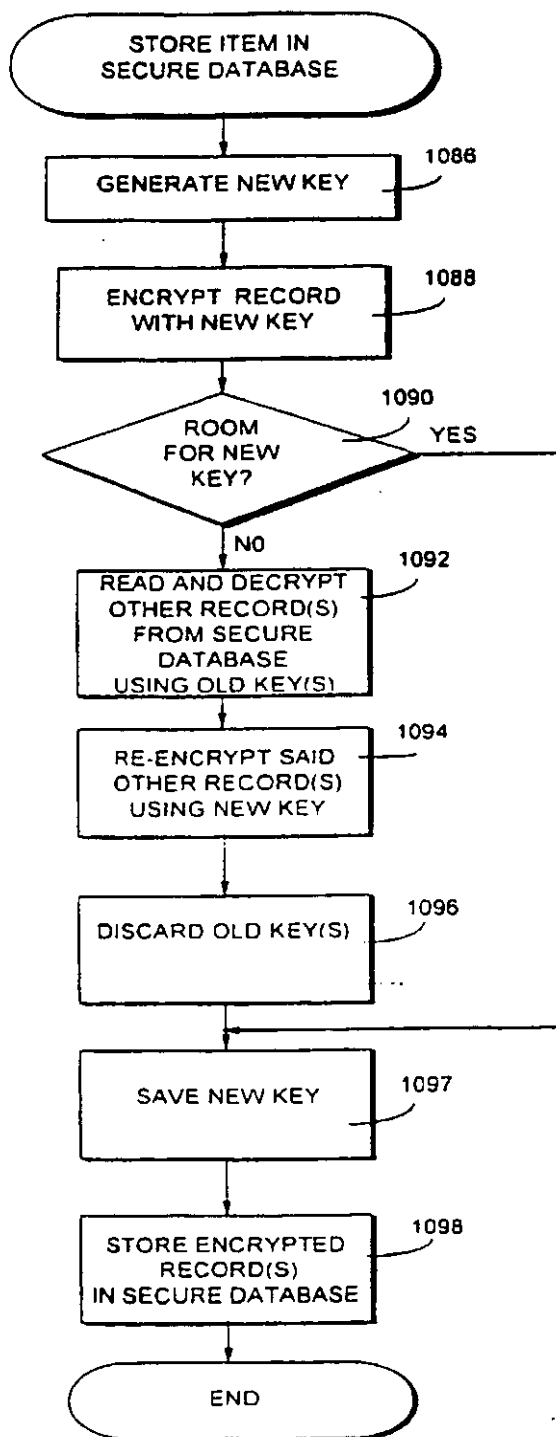 STORE ITEM IN
SECURE DATABASE
1086
GENERATE NEW KEY
1088
ENCRYPT RECORD
WITH NEW KEY
1090
ROOM
FOR NEW
KEY?
YES
NO
1092
READ AND DECRYPT
OTHER RECORD(S)
FROM SECURE
DATABASE
USING OLD KEY(S)
1094
RE-ENCRYPT SAID
OTHER RECORD(S)
USING NEW KEY
1096
DISCARD OLD KEY(S)
1097
SAVE NEW KEY
1098
STORE ENCRYPTED
RECORD(S)
IN SECURE DATABASE
END